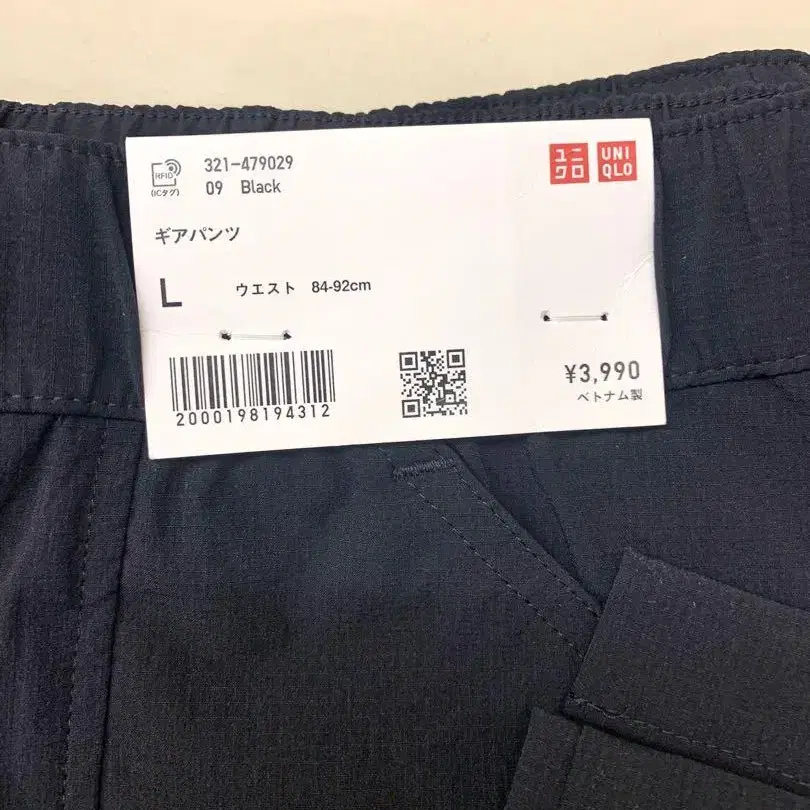 RFID
(ICタグ)
321-479029
09 Black
ユニ
クロ
UNI
QLO
ギアパンツ
L ウエスト 84-92cm
2000198194312
¥3,990
ベトナム製